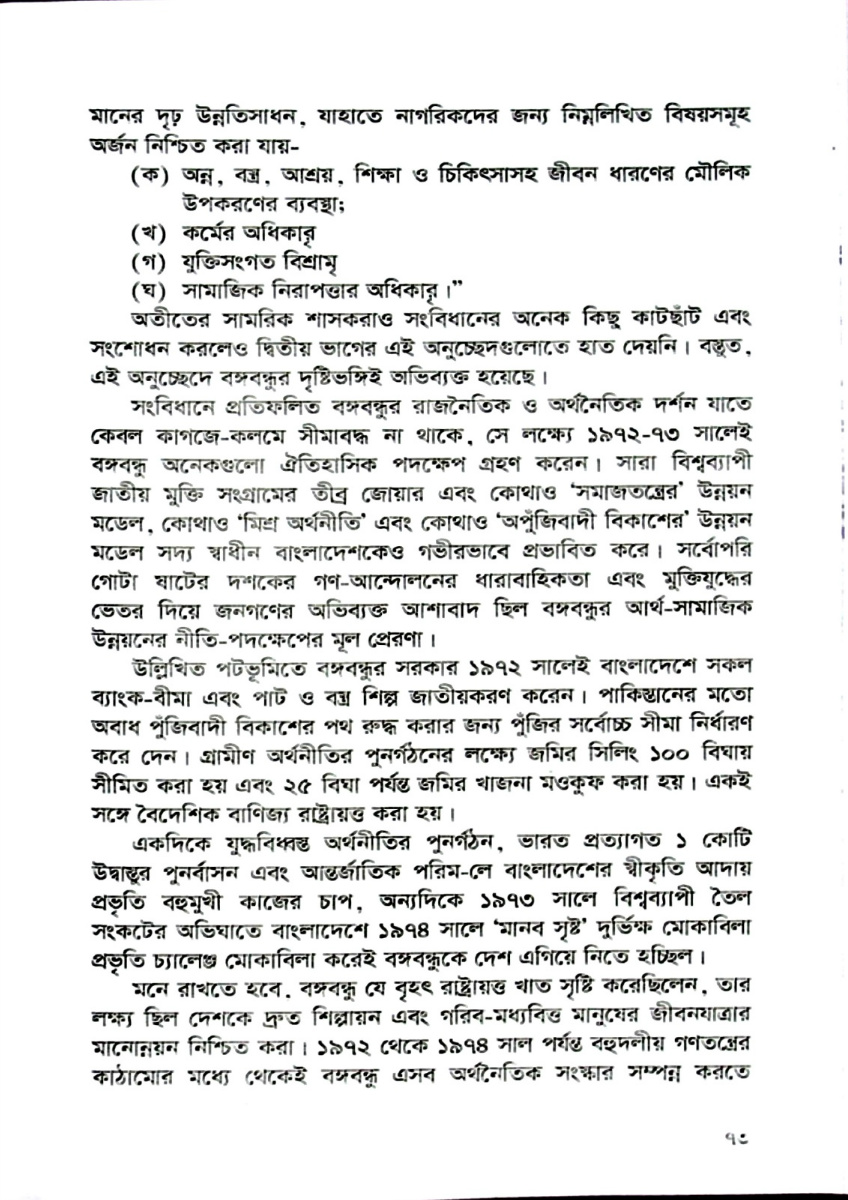 মানের দৃঢ় উন্নতিসাধন, যাহাতে নাগরিকদের জন্য নিম্নলিখিত বিষয়সমূহ
অর্জন নিশ্চিত করা যায়-
(ক) অন্ন, বস্ত্র, আশ্রয়, শিক্ষা ও চিকিৎসাসহ জীবন ধারণের মৌলিক
উপকরণের ব্যবস্থা;
(খ) কর্মের অধিকারৃ
(গ) যুক্তিসংগত বিশ্রামৃ
(ঘ) সামাজিক নিরাপত্তার অধিকারৃ।”
অতীতের সামরিক শাসকরাও সংবিধানের অনেক কিছু কাটছাঁট এবং
সংশোধন করলেও দ্বিতীয় ভাগের এই অনুচ্ছেদগুলোতে হাত দেয়নি। বস্তুত,
এই অনুচ্ছেদে বঙ্গবন্ধুর দৃষ্টিভঙ্গিই অভিব্যক্ত হয়েছে।
সংবিধানে প্রতিফলিত বঙ্গবন্ধুর রাজনৈতিক ও অর্থনৈতিক দর্শন যাতে
কেবল কাগজে-কলমে সীমাবদ্ধ না থাকে, সে লক্ষ্যে ১৯৭২-৭৩ সালেই
বঙ্গবন্ধু অনেকগুলো ঐতিহাসিক পদক্ষেপ গ্রহণ করেন। সারা বিশ্বব্যাপী
জাতীয় মুক্তি সংগ্রামের তীব্র জোয়ার এবং কোথাও ‘সমাজতন্ত্রের’ উন্নয়ন
মডেল, কোথাও ‘মিশ্র অর্থনীতি’ এবং কোথাও ‘অপুঁজিবাদী বিকাশের’ উন্নয়ন
মডেল সদ্য স্বাধীন বাংলাদেশকেও গভীরভাবে প্রভাবিত করে। সর্বোপরি
গোটা ষাটের দশকের গণ-আন্দোলনের ধারাবাহিকতা এবং মুক্তিযুদ্ধের
ভেতর দিয়ে জনগণের অভিব্যক্ত আশাবাদ ছিল বঙ্গবন্ধুর আর্থ-সামাজিক
উন্নয়নের নীতি-পদক্ষেপের মূল প্রেরণা।
উল্লিখিত পটভূমিতে বঙ্গবন্ধুর সরকার ১৯৭২ সালেই বাংলাদেশে সকল
ব্যাংক-বীমা এবং পাট ও বস্ত্র শিল্প জাতীয়করণ করেন। পাকিস্তানের মতো
অবাধ পুঁজিবাদী বিকাশের পথ রুদ্ধ করার জন্য পুঁজির সর্বোচ্চ সীমা নির্ধারণ
করে দেন। গ্রামীণ অর্থনীতির পুনর্গঠনের লক্ষ্যে জমির সিলিং ১০০ বিঘায়
সীমিত করা হয় এবং ২৫ বিঘা পর্যন্ত জমির খাজনা মওকুফ করা হয়। একই
সঙ্গে বৈদেশিক বাণিজ্য রাষ্ট্রায়ত্ত করা হয়।
একদিকে যুদ্ধবিধ্বস্ত অর্থনীতির পুনর্গঠন, ভারত প্রত্যাগত ১ কোটি
উদ্বাস্তুর পুনর্বাসন এবং আন্তর্জাতিক পরিম-লে বাংলাদেশের স্বীকৃতি আদায়
প্রভৃতি বহুমুখী কাজের চাপ, অন্যদিকে ১৯৭৩ সালে বিশ্বব্যাপী তৈল
সংকটের অভিঘাতে বাংলাদেশে ১৯৭৪ সালে ‘মানব সৃষ্ট’ দুর্ভিক্ষ মোকাবিলা
প্রভৃতি চ্যালেঞ্জ মোকাবিলা করেই বঙ্গবন্ধুকে দেশ এগিয়ে নিতে হচ্ছিল।
মনে রাখতে হবে, বঙ্গবন্ধু যে বৃহৎ রাষ্ট্রায়ত্ত খাত সৃষ্টি করেছিলেন, তার
লক্ষ্য ছিল দেশকে দ্রুত শিল্পায়ন এবং গরিব-মধ্যবিত্ত মানুষের জীবনযাত্রার
মানোন্নয়ন নিশ্চিত করা। ১৯৭২ থেকে ১৯৭৪ সাল পর্যন্ত বহুদলীয় গণতন্ত্রের
কাঠামোর মধ্যে থেকেই বঙ্গবন্ধু এসব অর্থনৈতিক সংস্কার সম্পন্ন করতে
৭৩